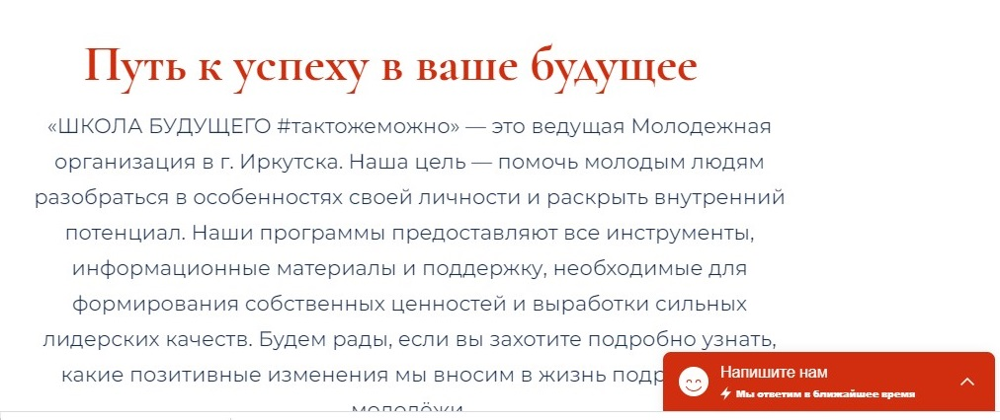 Путь к успеху в ваше будущее
«ШКОЛА БУДУЩЕГО #тактожеможно» — это ведущая Молодежная
организация в г. Иркутска. Наша цель — помочь молодым людям
разобраться в особенностях своей личности и раскрыть внутренний
потенциал. Наши программы предоставляют все инструменты,
информационные материалы и поддержку, необходимые для
формирования собственных ценностей и выработки сильных
лидерских качеств. Будем рады, если вы захотите подробно узнать,
какие позитивные изменения мы вносим в жизнь
молодёжи
Напишите нам
Мы ответим в ближайшее время